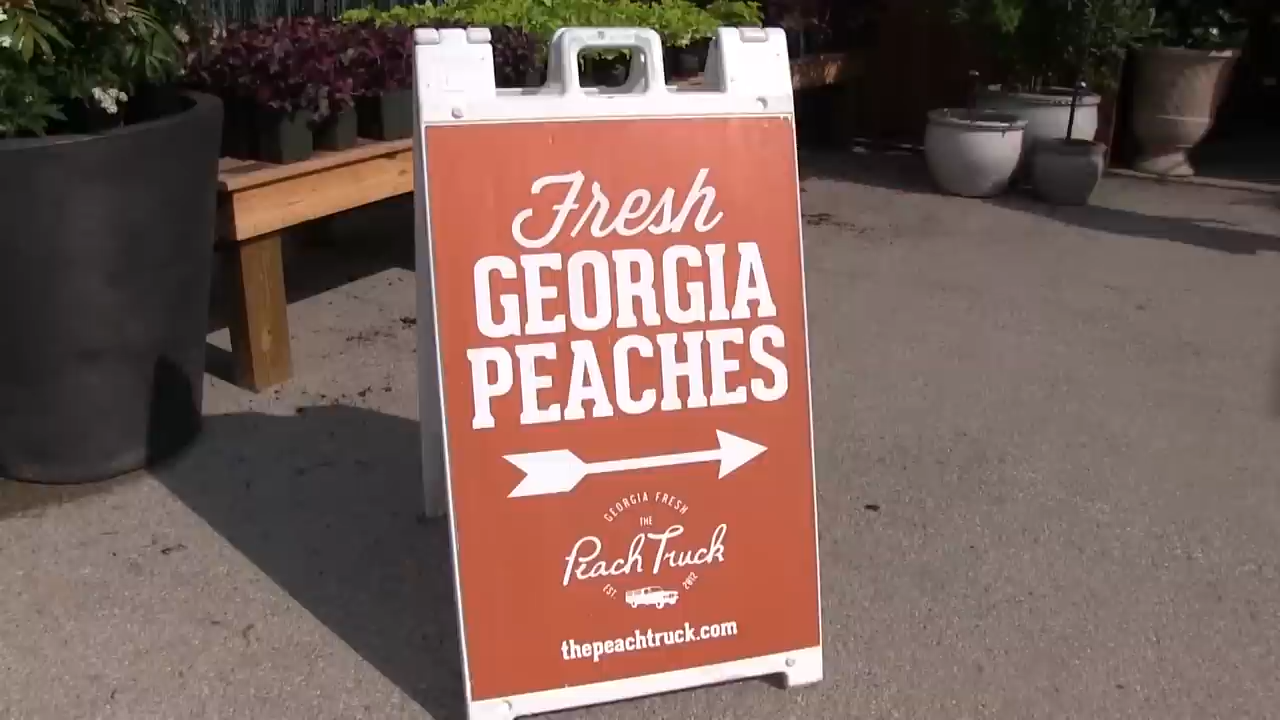 Fresh
GEORGIA
PEACHES
GEORGIA FRESH
THE
Peach Truck
EST. 2012
thepeachtruck.com